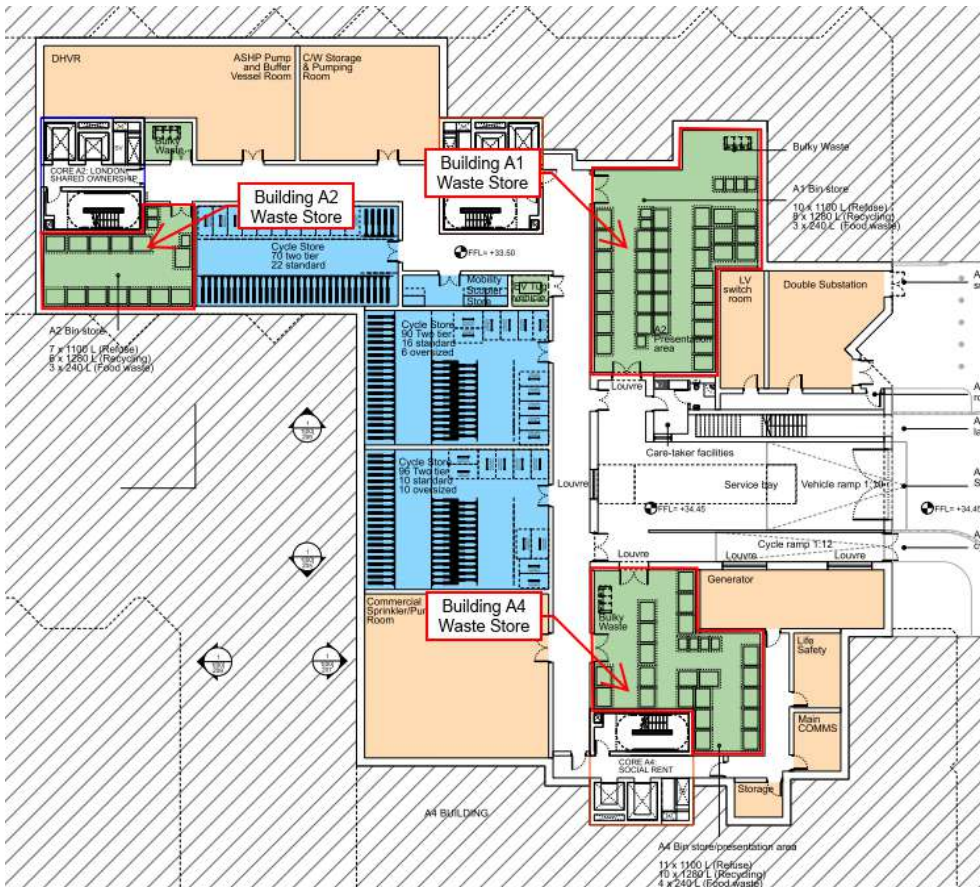 DHVR
ASHP Pump
and Buffer
Vessel Room
C/W Storage
& Pumping
Room
Bulky
Waste
SV
CORE A2: LONDON
SHARED OWNERSHIP
Building A2
Waste Store
Building A1
Waste Store
Bulky Waste
A1 Bin store
10 x 1100 L (Refuse)
8 x 1280 L (Recycling)
3 x 240 L (Food waste)
Cycle Store
70 two tier
22 standard
FFL= +33.50
Mobility
Scooter
Store
EV Tug
LV
switch
room
Double Substation
A2 Bin store
7 x 1100 L (Refuse)
6 x 1280 L (Recycling)
3 x 240 L (Food waste)
Cycle Store
90 Two tier
16 standard
6 oversized
A2
Presentation
area
Louvre
Care-taker facilities
Cycle Store
96 Two tier
10 standard
10 oversized
Louvre
Service bay
Vehicle ramp 1:10
FFL= +34.45
FFL= +34.45
Cycle ramp 1:12
Louvre
Louvre
Louvre
Generator
Commercial
Room
Building A4
Waste Store
Bulky
Waste
Life
Safety
Main
COMMS
CORE A4:
SOCIAL RENT
Storage
A4 BUILDING
A4 Bin store/presentation area
11 x 1100 L (Refuse)
10 x 1280 L (Recycling)
4 x 240 L (Food waste)